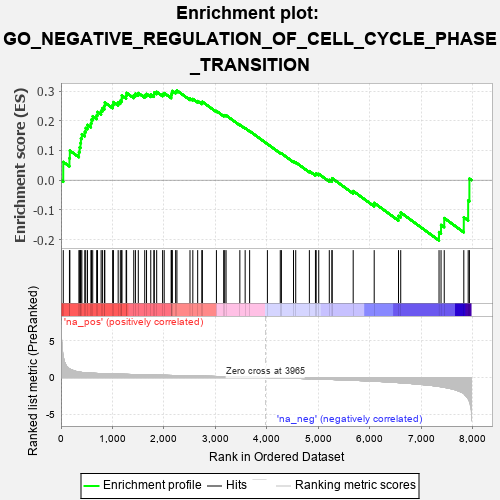 Enrichment plot:
GO_NEGATIVE_REGULATION_OF_CELL_CYCLE_PHASE
_TRANSITION
Enrichment score (ES)
0.3
0.2
0.1
0.0
-0.1
-0.2
'na_pos' (positively correlated)
Ranked list metric (PreRanked)
5
0
-5
Zero cross at 3965
'na_neg' (negatively correlated)
0
1,000
2,000
3,000
4,000
5,000
6,000
7,000
8,000
Rank in Ordered Dataset
Enrichment profile
Hits
Ranking metric scores